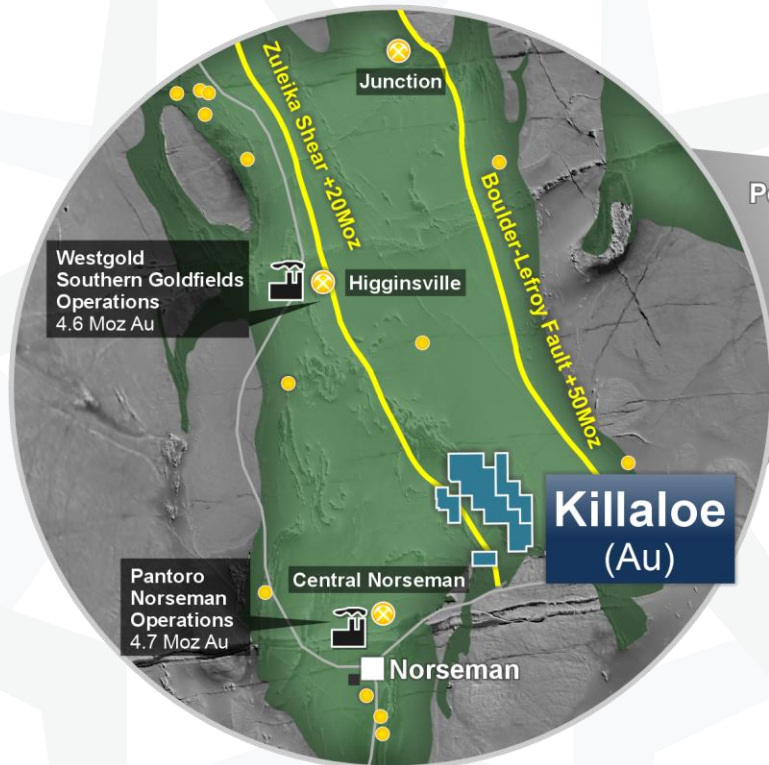 Junction
Zuleika Shear +20Moz
Boulder-Lefroy Fault +50Moz
Westgold
Southern Goldfields
Operations
4.6 Moz Au
Higginsville
Killaloe
(Au)
Pantoro
Norseman
Operations
4.7 Moz Au
Central Norseman
Norseman